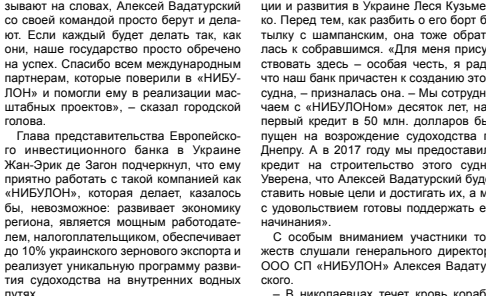 зывают на словах, Алексей Вадатурский
со своей командой просто берут и дела-
ют. Если каждый будет делать так, как
они, наше государство просто обречено
на успех. Спасибо всем международным
партнерам, которые поверили в «НИБУ-
ЛОН» и помогли ему в реализации мас-
штабных проектов», – сказал городской
голова.
Глава представительства Европейско-
го инвестиционного банка в Украине
Жан-Эрик де Загон подчеркнул, что ему
приятно работать с такой компанией как
«НИБУЛОН», которая делает, казалось
бы, невозможное: развивает экономику
региона, является мощным работодате-
лем, налогоплательщиком, обеспечивает
до 10% украинского зернового экспорта и
реализует уникальную программу разви-
тия судоходства на внутренних водных
путях.
ции и развития в Украине Леся Кузьме
ко. Перед тем, как разбить о его борт б
тылку с шампанским, она тоже обрат
лась к собравшимся. «Для меня прису
ствовать здесь – особая честь, я рад
что наш банк причастен к созданию это
судна, – призналась она. – Мы сотрудн
чаем с «НИБУЛОНом» десяток лет, на
первый кредит в 50 млн. долларов бы
пущен на возрождение судоходства п
Днепру. А в 2017 году мы предоставил
кредит на строительство этого судн
Уверена, что Алексей Вадатурский буде
ставить новые цели и достигать их, а м
с удовольствием готовы поддержать е
начинания».
С особым вниманием участники то
жеств слушали генерального директор
ООО СП «НИБУЛОН» Алексея Вадату
ского.
– В николаевцах течет кровь кораб